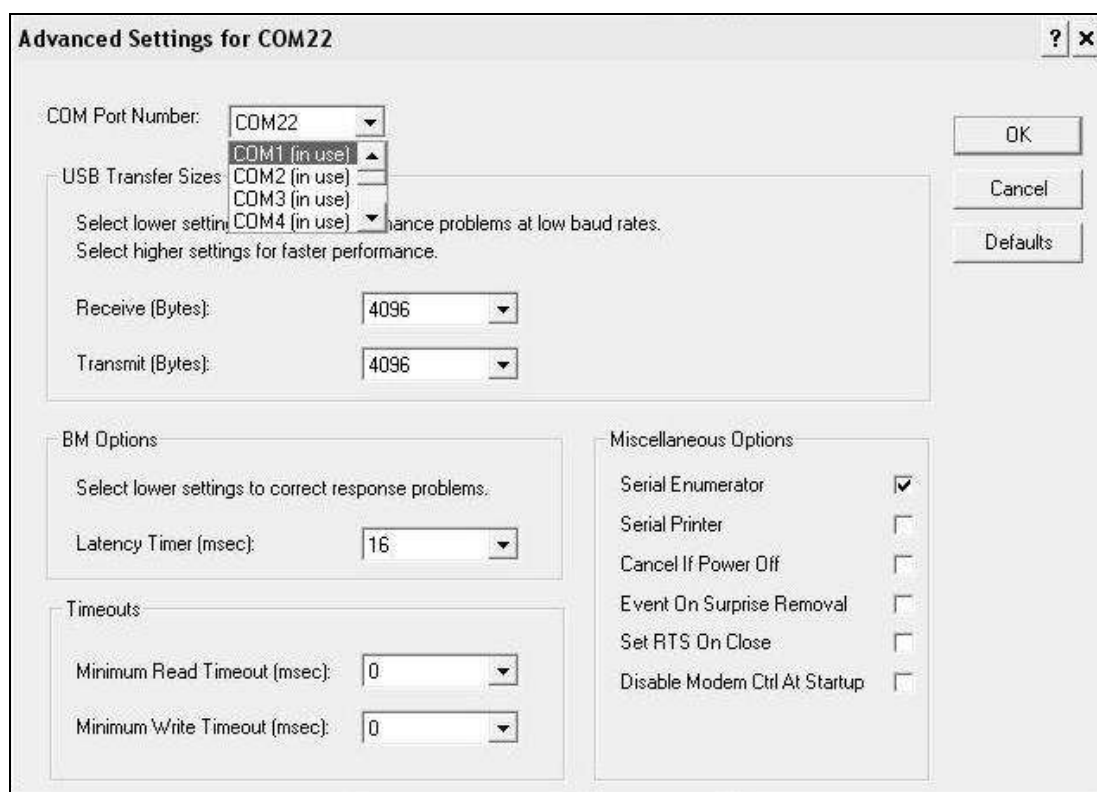 Advanced Settings for COM22
? ×
COM Port Number: COM22
COM1 (in use)
COM2 (in use)
COM3 (in use)
COM4 (in use)
OK
Cancel
Defaults
USB Transfer Sizes
Select lower settin mance problems at low baud rates.
Select higher settings for faster performance.
Receive (Bytes): 4096
Transmit (Bytes): 4096
BM Options
Select lower settings to correct response problems.
Latency Timer (msec): 16
Timeouts
Minimum Read Timeout (msec): 0
Minimum Write Timeout (msec): 0
Miscellaneous Options
Serial Enumerator
Serial Printer
Cancel If Power Off
Event On Surprise Removal
Set RTS On Close
Disable Modem Ctrl At Startup